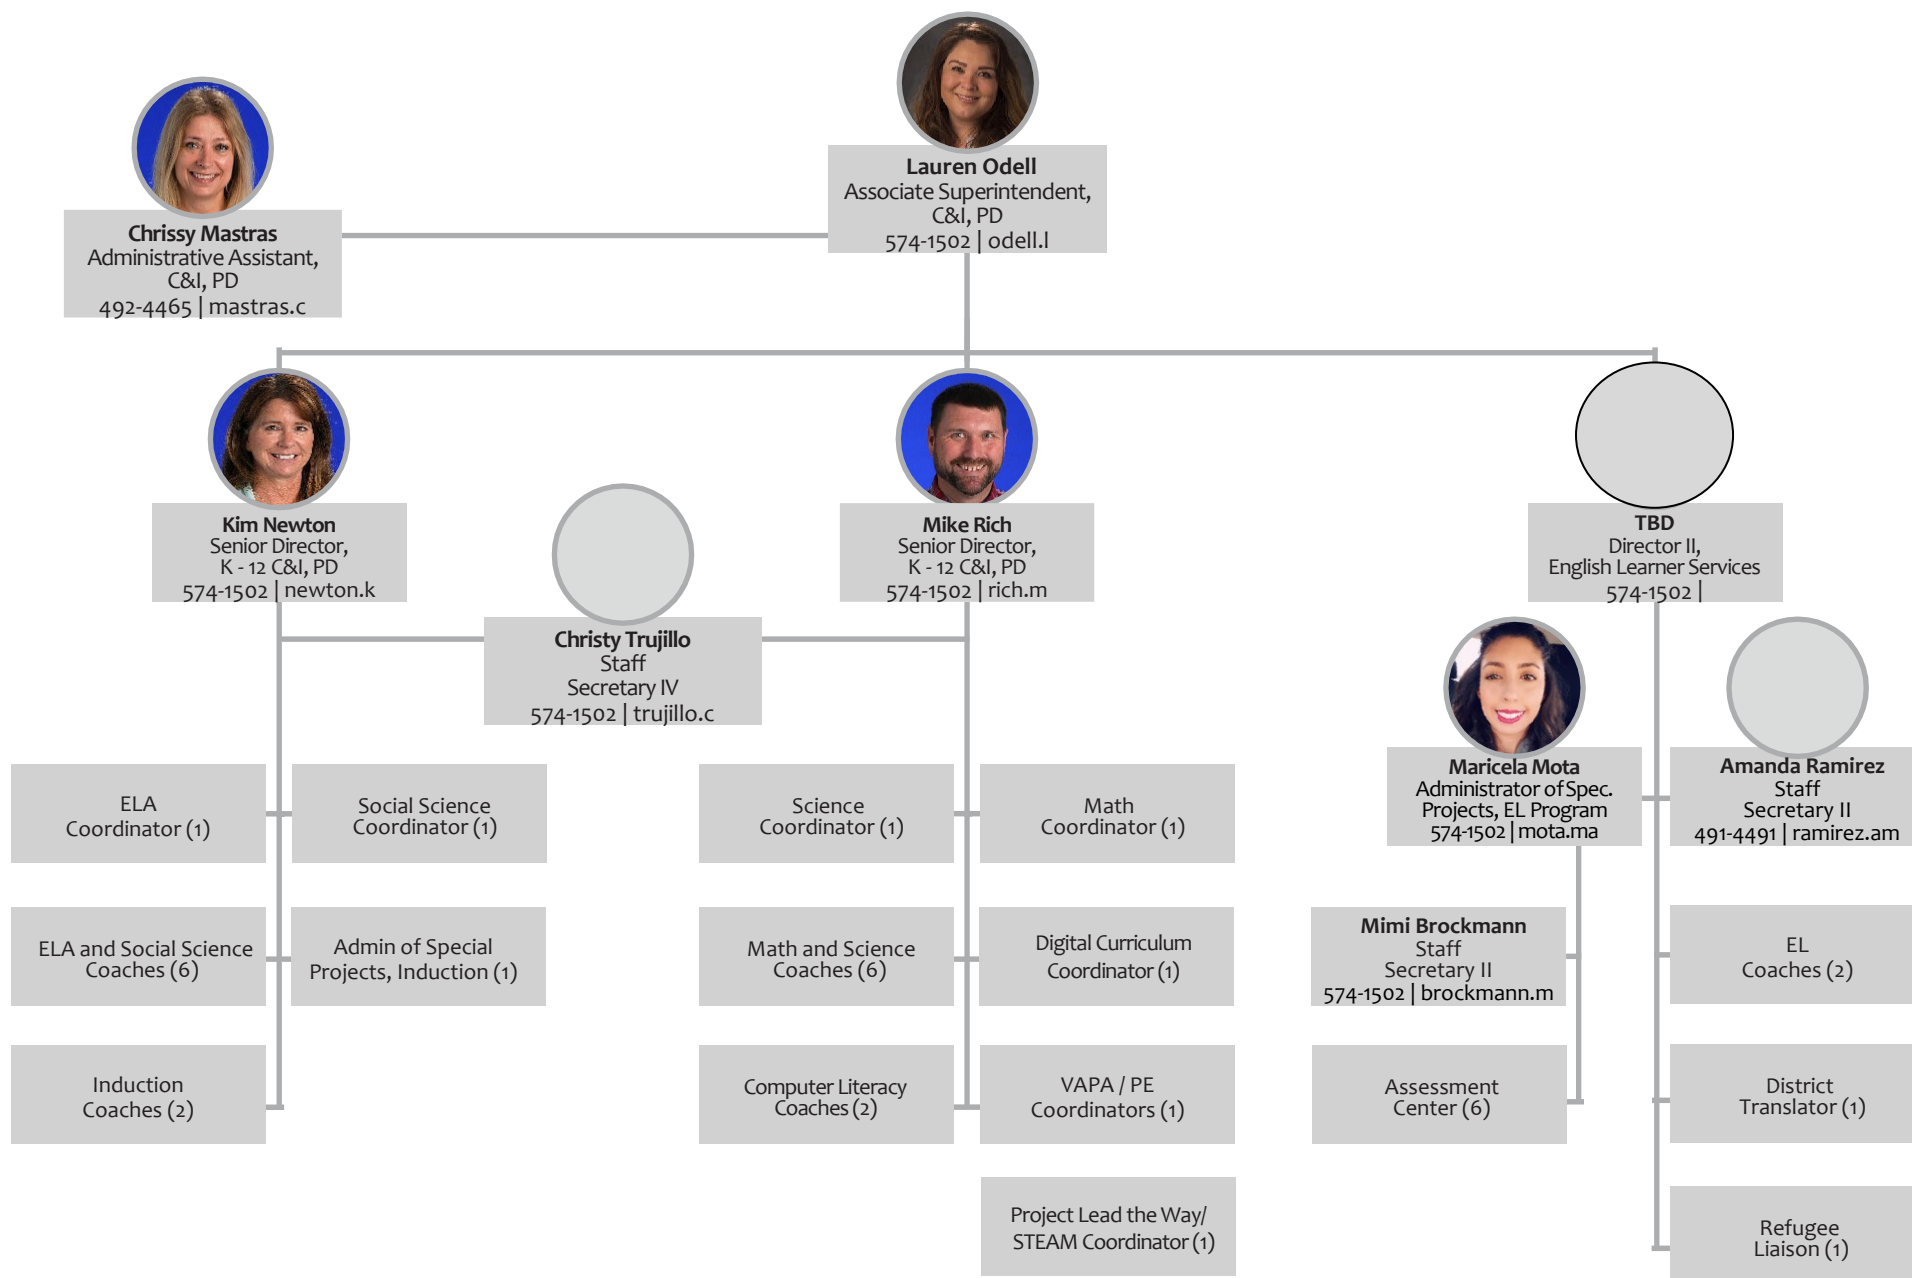 Lauren Odell
Associate Superintendent,
C&I, PD
574-1502 | odell.l
Chrissy Mastras
Administrative Assistant,
C&I, PD
492-4465 | mastras.c
Kim Newton
Senior Director,
K - 12 C&I, PD
574-1502 | newton.k
Mike Rich
Senior Director,
K - 12 C&I, PD
574-1502 | rich.m
TBD
Director II,
English Learner Services
574-1502 |
Christy Trujillo
Staff
Secretary IV
574-1502 | trujillo.c
Maricela Mota
Administrator of Spec.
Projects, EL Program
574-1502 | mota.ma
Amanda Ramirez
Staff
Secretary II
491-4491 | ramirez.am
ELA
Coordinator (1)
Social Science
Coordinator (1)
Science
Coordinator (1)
Math
Coordinator (1)
ELA and Social Science
Coaches (6)
Admin of Special
Projects, Induction (1)
Math and Science
Coaches (6)
Digital Curriculum
Coordinator (1)
Mimi Brockmann
Staff
Secretary II
574-1502 | brockmann.m
EL
Coaches (2)
Induction
Coaches (2)
Computer Literacy
Coaches (2)
VAPA / PE
Coordinators (1)
Assessment
Center (6)
District
Translator (1)
Project Lead the Way/
STEAM Coordinator (1)
Refugee
Liaison (1)